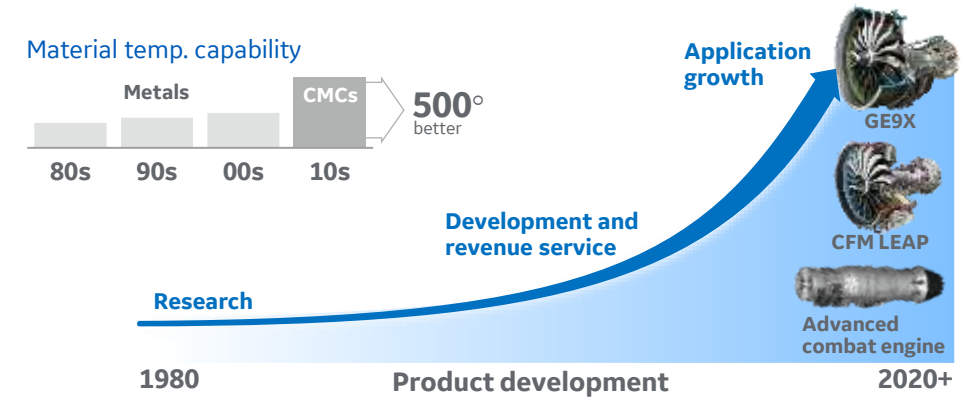 Material temp. capability
Metals
CMCs
500°
better
80s 90s 00s 10s
Application
growth
GE9X
Development and
revenue service
CFM LEAP
Research
Advanced
combat engine
1980 Product development 2020+